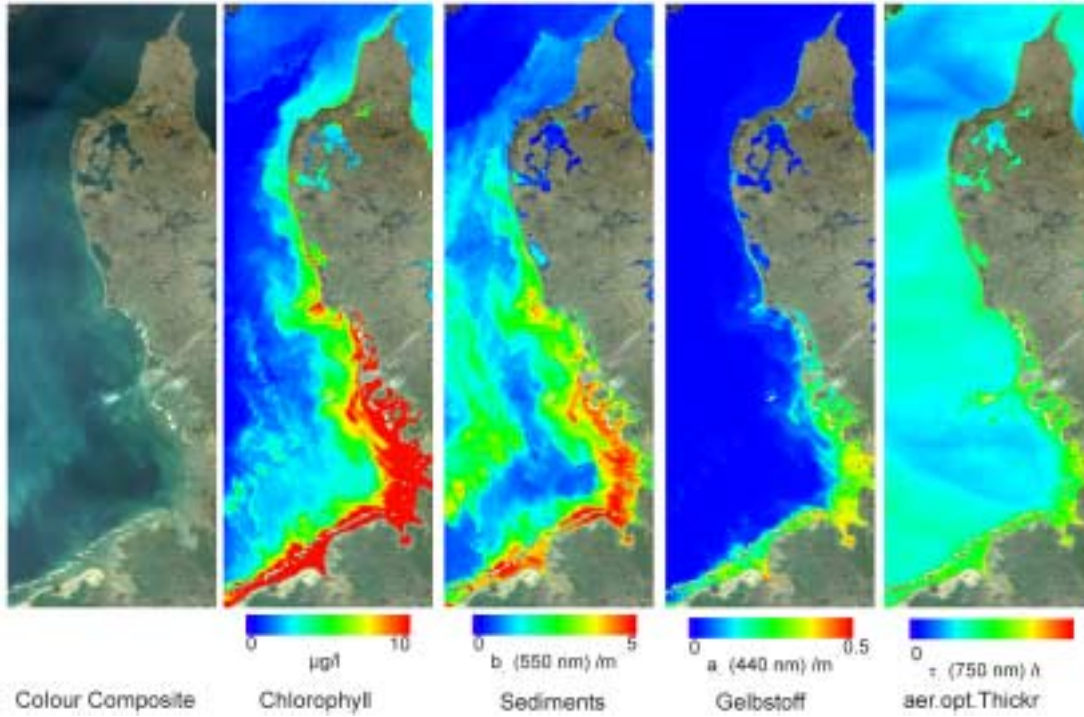 0 10
µg/l
0 5
b (550 nm) /m
0 0.5
a (440 nm) /m
0
τ (750 nm) /
Colour Composite
Chlorophyll
Sediments
Gelbstoff
aer.opt.Thickr